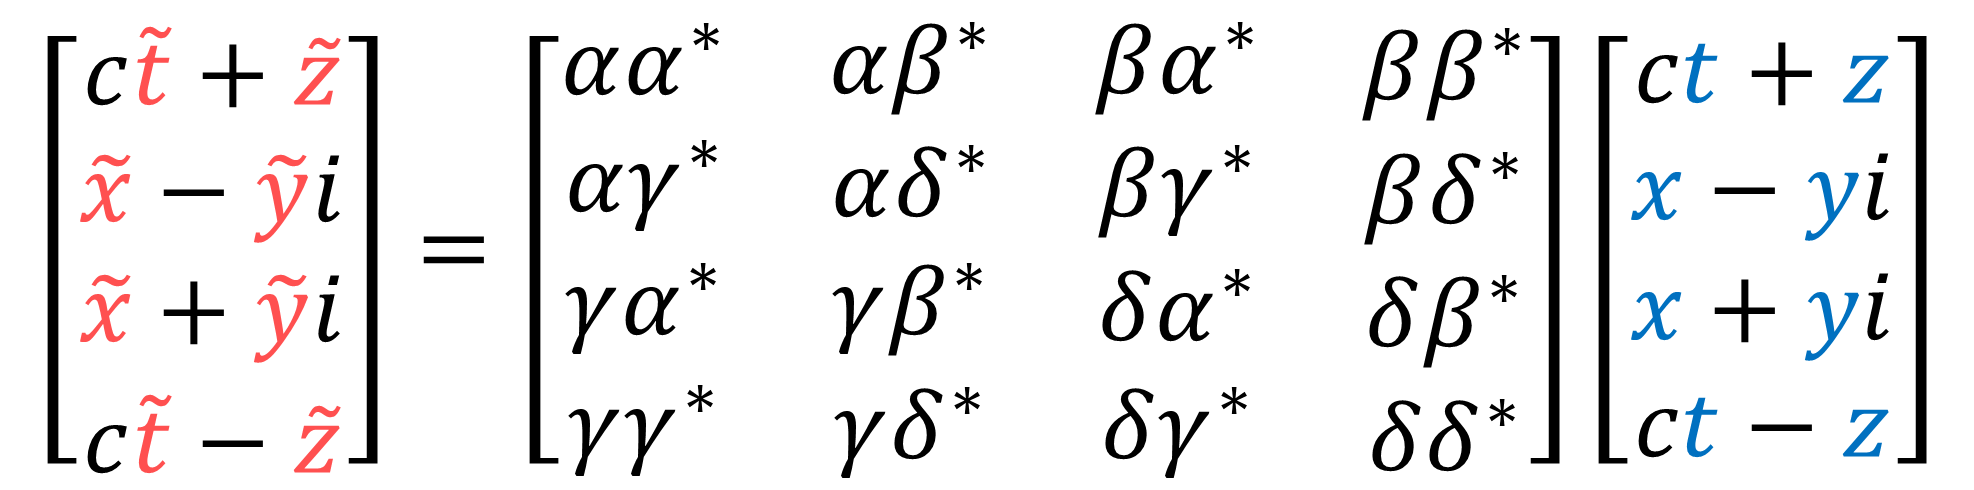 [ct̃ + z̃] = [αα* αβ* βα* ββ*] [ct + z]
[x̃ − ỹi] = [αγ* αδ* βγ* βδ*] [x − yi]
[x̃ + ỹi] = [γα* γβ* δα* δβ*] [x + yi]
[ct̃ − z̃] = [γγ* γδ* δγ* δδ*] [ct − z]